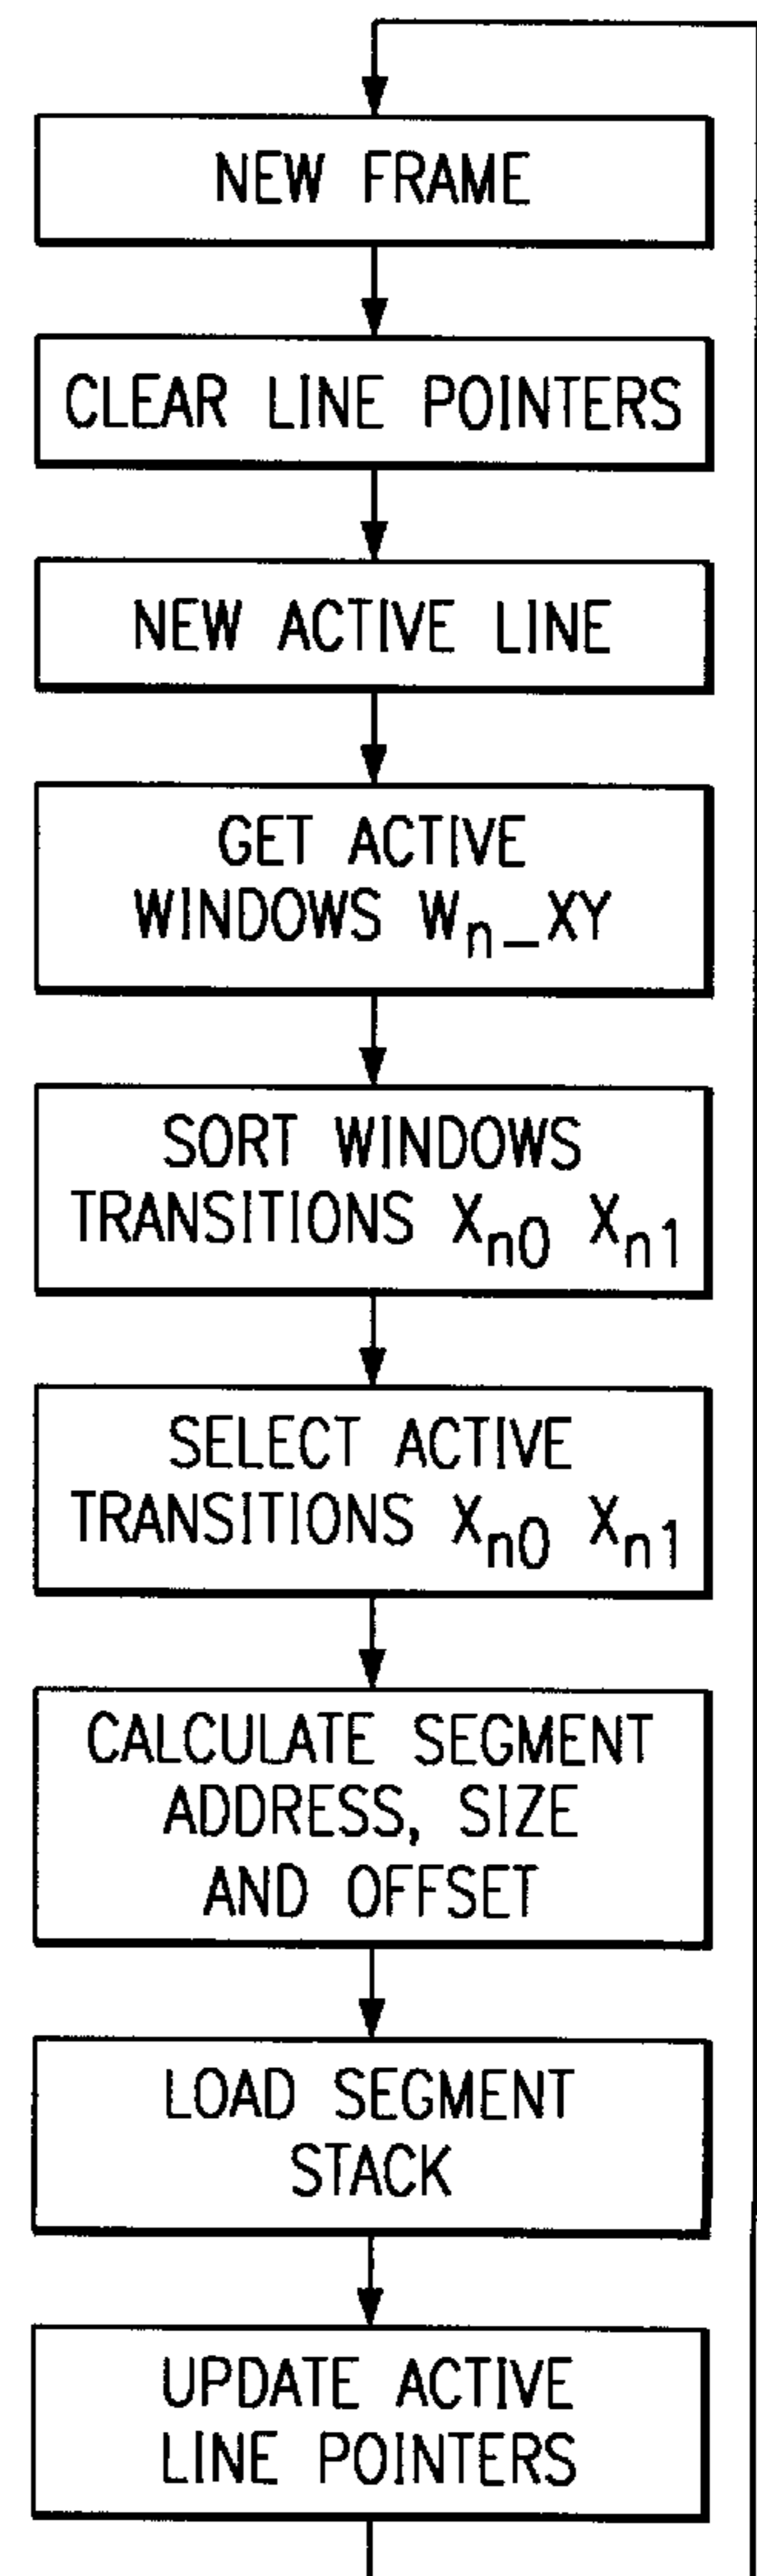 NEW FRAME
CLEAR LINE POINTERS
NEW ACTIVE LINE
GET ACTIVE
WINDOWS Wn_XY
SORT WINDOWS
TRANSITIONS Xn0 Xn1
SELECT ACTIVE
TRANSITIONS Xn0 Xn1
CALCULATE SEGMENT
ADDRESS, SIZE
AND OFFSET
LOAD SEGMENT
STACK
UPDATE ACTIVE
LINE POINTERS